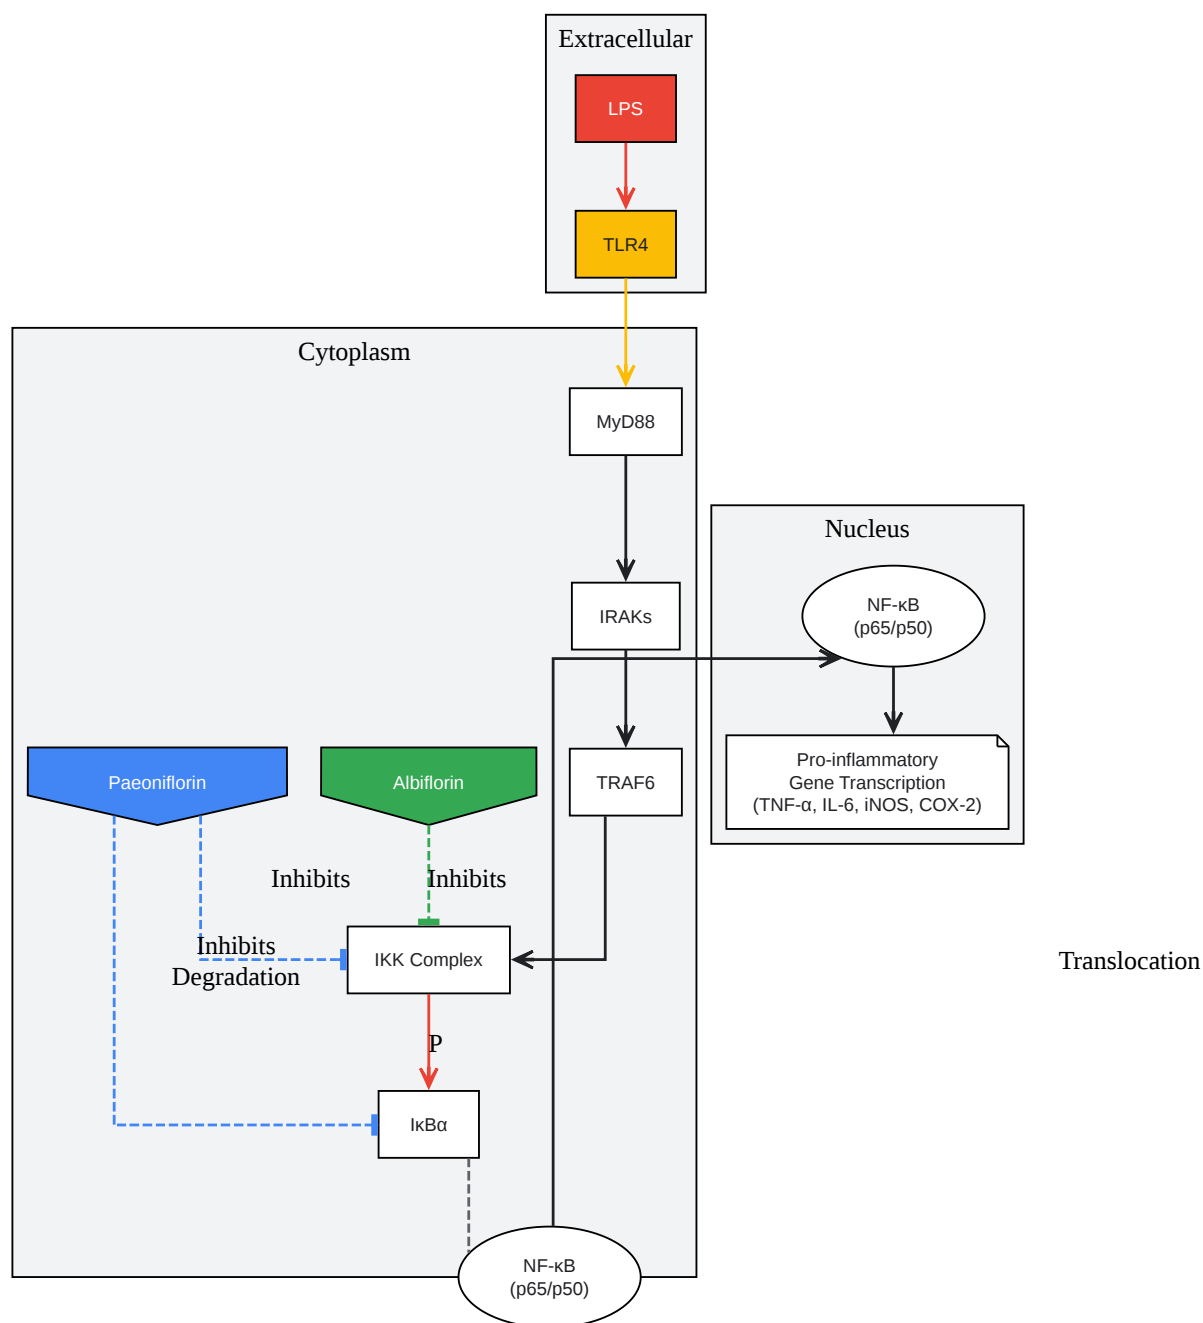 Extracellular
LPS
TLR4
Cytoplasm
MyD88
Nucleus
IRAKs
NF-κB
(p65/p50)
Paeoniflorin
Albiflorin
TRAF6
Pro-inflammatory
Gene Transcription
(TNF-α, IL-6, iNOS, COX-2)
Inhibits
Inhibits
Inhibits
Degradation
IKK Complex
Translocation
P
IκBα
NF-κB
(p65/p50)